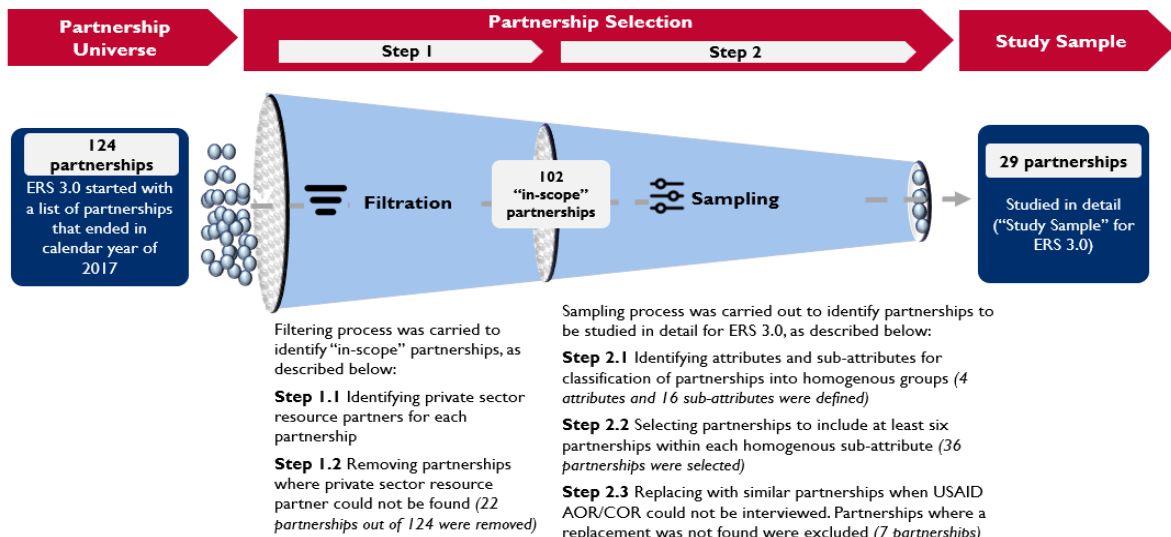 Partnership
Universe
Partnership Selection
Step 1
Step 2
Study Sample
124
partnerships
ERS 3.0 started with
a list of partnerships
that ended in
calendar year of
2017
Filtration
102
“in-scope”
partnerships
Sampling
29 partnerships
Studied in detail
(“Study Sample” for
ERS 3.0)
Filtering process was carried to
identify “in-scope” partnerships, as
described below:
Step 1.1 Identifying private sector
resource partners for each
partnership
Step 1.2 Removing partnerships
where private sector resource
partner could not be found (22
partnerships out of 124 were removed)
Sampling process was carried out to identify partnerships to
be studied in detail for ERS 3.0, as described below:
Step 2.1 Identifying attributes and sub-attributes for
classification of partnerships into homogenous groups (4
attributes and 16 sub-attributes were defined)
Step 2.2 Selecting partnerships to include at least six
partnerships within each homogenous sub-attribute (36
partnerships were selected)
Step 2.3 Replacing with similar partnerships when USAID
AOR/COR could not be interviewed. Partnerships where a
replacement was not found were excluded (7 partnerships)